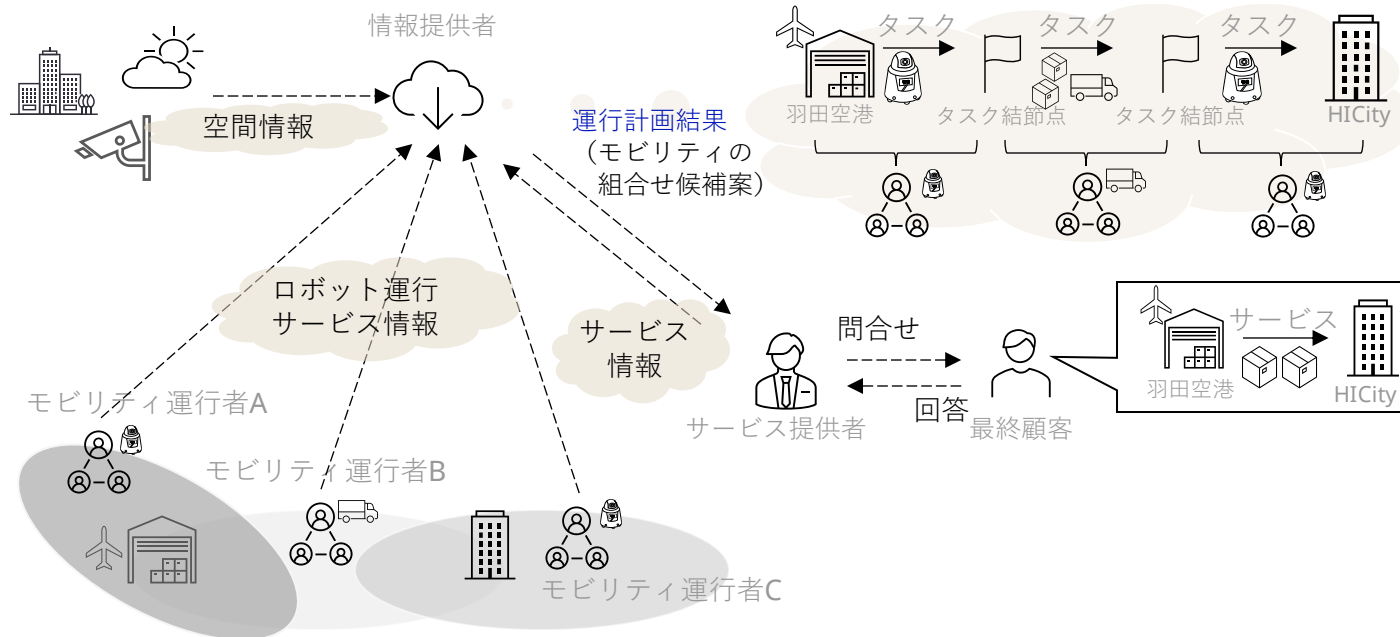 情報提供者
空間情報
運行計画結果
（モビリティの
組合せ候補案）
タスク
タスク
タスク
羽田空港
タスク結節点
タスク結節点
HICity
ロボット運行
サービス情報
サービス
情報
問合せ
回答
サービス提供者
最終顧客
サービス
羽田空港
HICity
モビリティ運行者A
モビリティ運行者B
モビリティ運行者C